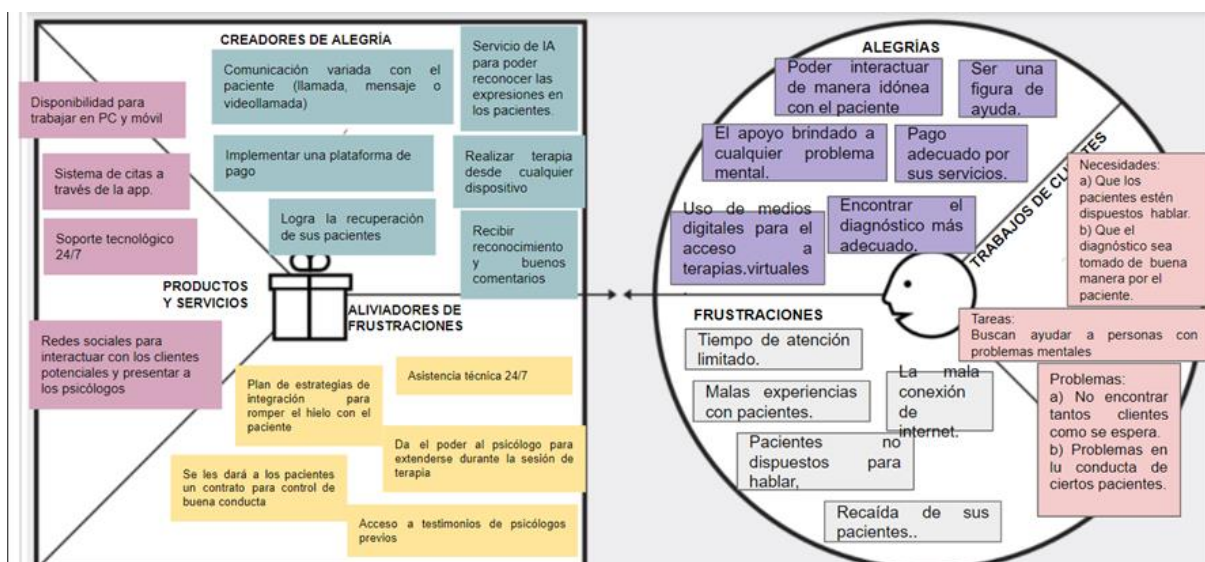 CREADORES DE ALEGRÍA
Comunicación variada con el
paciente (llamada, mensaje o
videollamada)
Servicio de IA
para poder
reconocer las
expresiones en
los pacientes.
Disponibilidad para
trabajar en PC y móvil
Implementar una plataforma de
pago
Realizar terapia
desde cualquier
dispositivo
Sistema de citas a
través de la app.
Logra la recuperación
de sus pacientes
Recibir
reconocimiento
y buenos
comentarios
Soporte tecnológico
24/7
PRODUCTOS
Y SERVICIOS
Redes sociales para
interactuar con los clientes
potenciales y presentar a
los psicólogos
ALIVIADORES DE
FRUSTRACIONES
Asistencia técnica 24/7
Plan de estrategias de
integración para
romper el hielo con el
paciente
Da el poder al psicólogo para
extenderse durante la sesión de
terapia
Se les dará a los pacientes
un contrato para control de
buena conducta
Acceso a testimonios de psicólogos
previos
ALEGRÍAS
Poder interactuar
de manera idónea
con el paciente
Ser una
figura de
ayuda.
El apoyo brindado a
cualquier problema
mental.
Pago
adecuado por
sus servicios.
Uso de medios
digitales para el
acceso a
terapias.virtuales
Encontrar el
diagnóstico más
adecuado.
TRABAJOS DE
Necesidades:
a) Que los
pacientes estén
dispuestos hablar.
b) Que el
diagnóstico sea
tomado de buena
manera por el
paciente.
Tareas:
Buscan ayudar a personas con
problemas mentales
Problemas:
a) No encontrar
tantos clientes
como se espera.
b) Problemas en
lu conducta de
ciertos pacientes.
FRUSTRACIONES
Tiempo de atención
limitado.
Malas experiencias
con pacientes.
La mala
conexión
de
internet.
Pacientes no
dispuestos para
hablar,
Recaída de sus
pacientes..